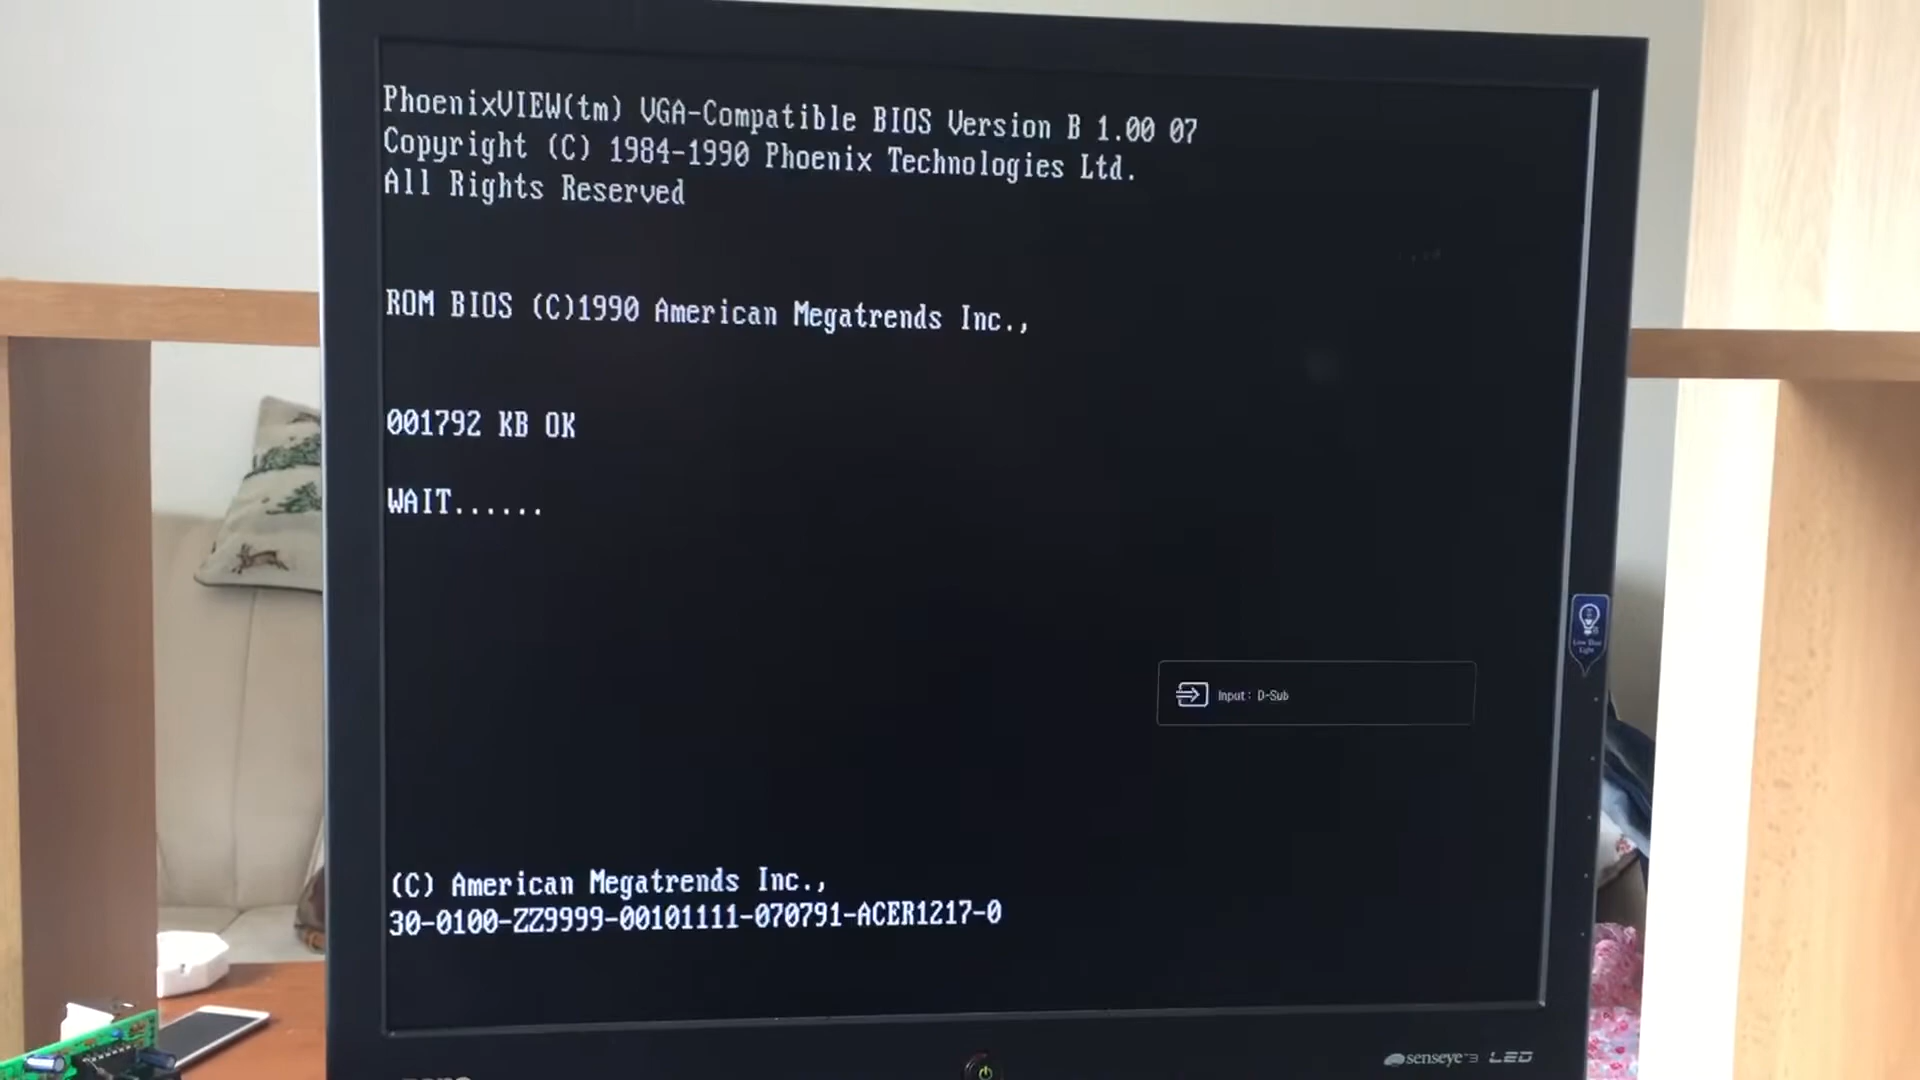 PhoenixVIEW(tm) VGA-Compatible BIOS Version B 1.00 07
Copyright (C) 1984-1990 Phoenix Technologies Ltd.
All Rights Reserved
ROM BIOS (C)1990 American Megatrends Inc.,
001792 KB OK
WAIT......
Input: D-Sub
(C) American Megatrends Inc.,
30-0100-ZZ9999-00101111-070791-ACER1217-0
senseye 3 LED